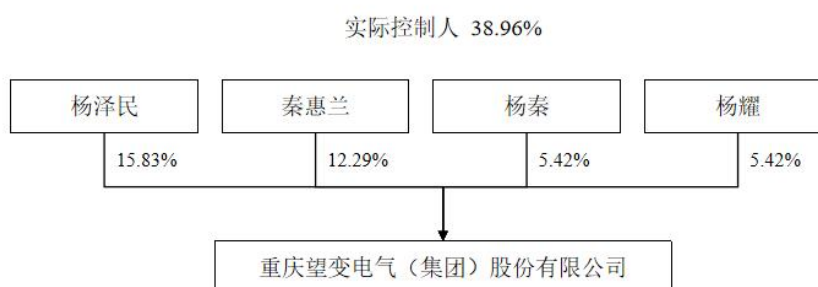 实际控制人 38.96%
杨泽民 秦惠兰 杨秦 杨耀
15.83% 12.29% 5.42% 5.42%
重庆望变电气（集团）股份有限公司